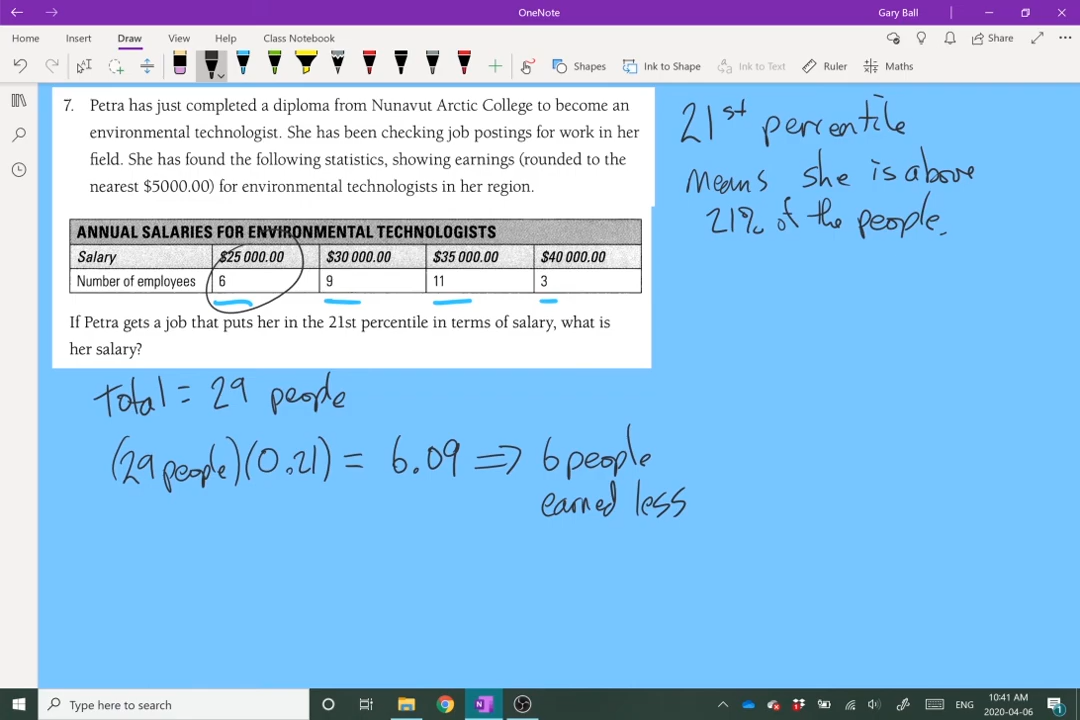 OneNote
Gary Ball
Home Insert Draw View Help Class Notebook
Share
Shapes Ink to Shape Ink to Text Ruler Maths
7. Petra has just completed a diploma from Nunavut Arctic College to become an
environmental technologist. She has been checking job postings for work in her
field. She has found the following statistics, showing earnings (rounded to the
nearest $5000.00) for environmental technologists in her region.
ANNUAL SALARIES FOR ENVIRONMENTAL TECHNOLOGISTS
Salary $25 000.00 $30 000.00 $35 000.00 $40 000.00
Number of employees 6 9 11 3
If Petra gets a job that puts her in the 21st percentile in terms of salary, what is
her salary?
21st percentile
means she is above
21% of the people.
total = 29 people
(29 people)(0.21) = 6.09 => 6 people
earned less
Type here to search
ENG
10:41 AM
2020-04-06
1